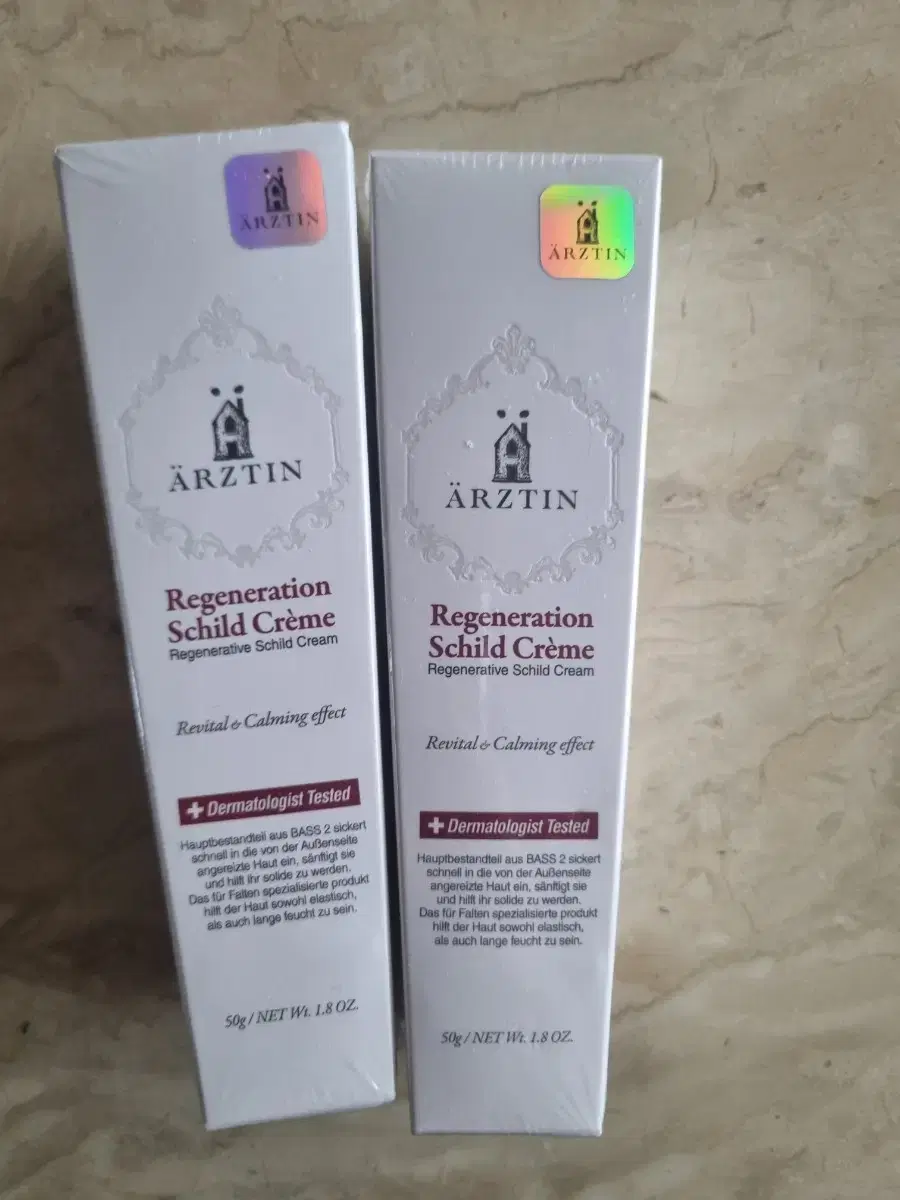 ÄRZTIN
ÄRZTIN
Regeneration
Schild Crème
Regenerative Schild Cream
Revital & Calming effect
Dermatologist Tested
Hauptbestandteil aus BASS 2 sickert
schnell in die von der Außenseite
angereizte Haut ein, sänftigt sie
und hilft ihr solide zu werden.
Das für Falten spezialisierte produkt
hilft der Haut sowohl elastisch,
als auch lange feucht zu sein.
50g / NET Wt. 1.8 OZ.
ÄRZTIN
ÄRZTIN
Regeneration
Schild Crème
Regenerative Schild Cream
Revital & Calming effect
Dermatologist Tested
Hauptbestandteil aus BASS 2 sickert
schnell in die von der Außenseite
angereizte Haut ein, sänftigt sie
und hilft ihr solide zu werden.
Das für Falten spezialisierte produkt
hilft der Haut sowohl elastisch,
als auch lange feucht zu sein.
50g / NET Wt. 1.8 OZ.